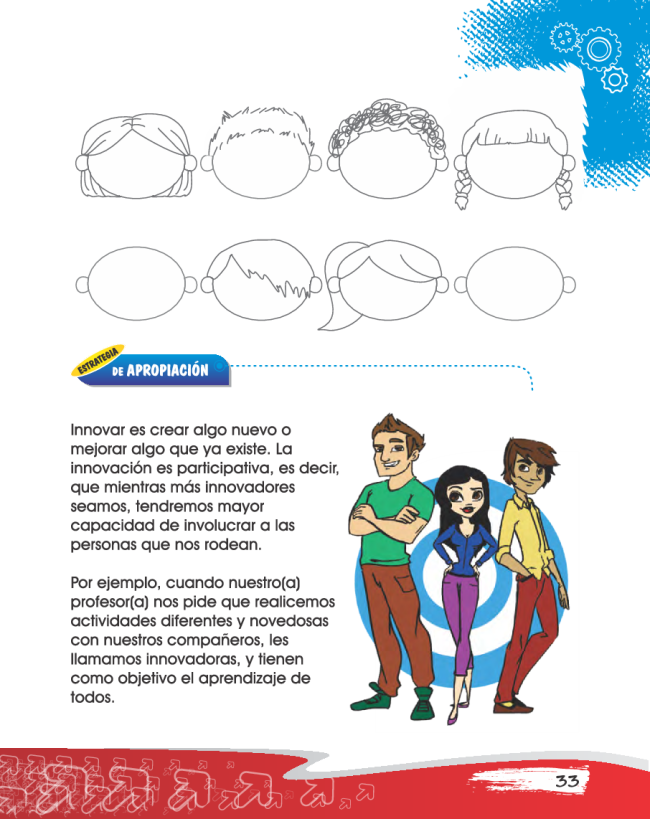 ESTRATEGIA
DE APROPIACIÓN
Innovar es crear algo nuevo o
mejorar algo que ya existe. La
innovación es participativa, es decir,
que mientras más innovadores
seamos, tendremos mayor
capacidad de involucrar a las
personas que nos rodean.
Por ejemplo, cuando nuestro(a)
profesor(a) nos pide que realicemos
actividades diferentes y novedosas
con nuestros compañeros, les
llamamos innovadoras, y tienen
como objetivo el aprendizaje de
todos.
33